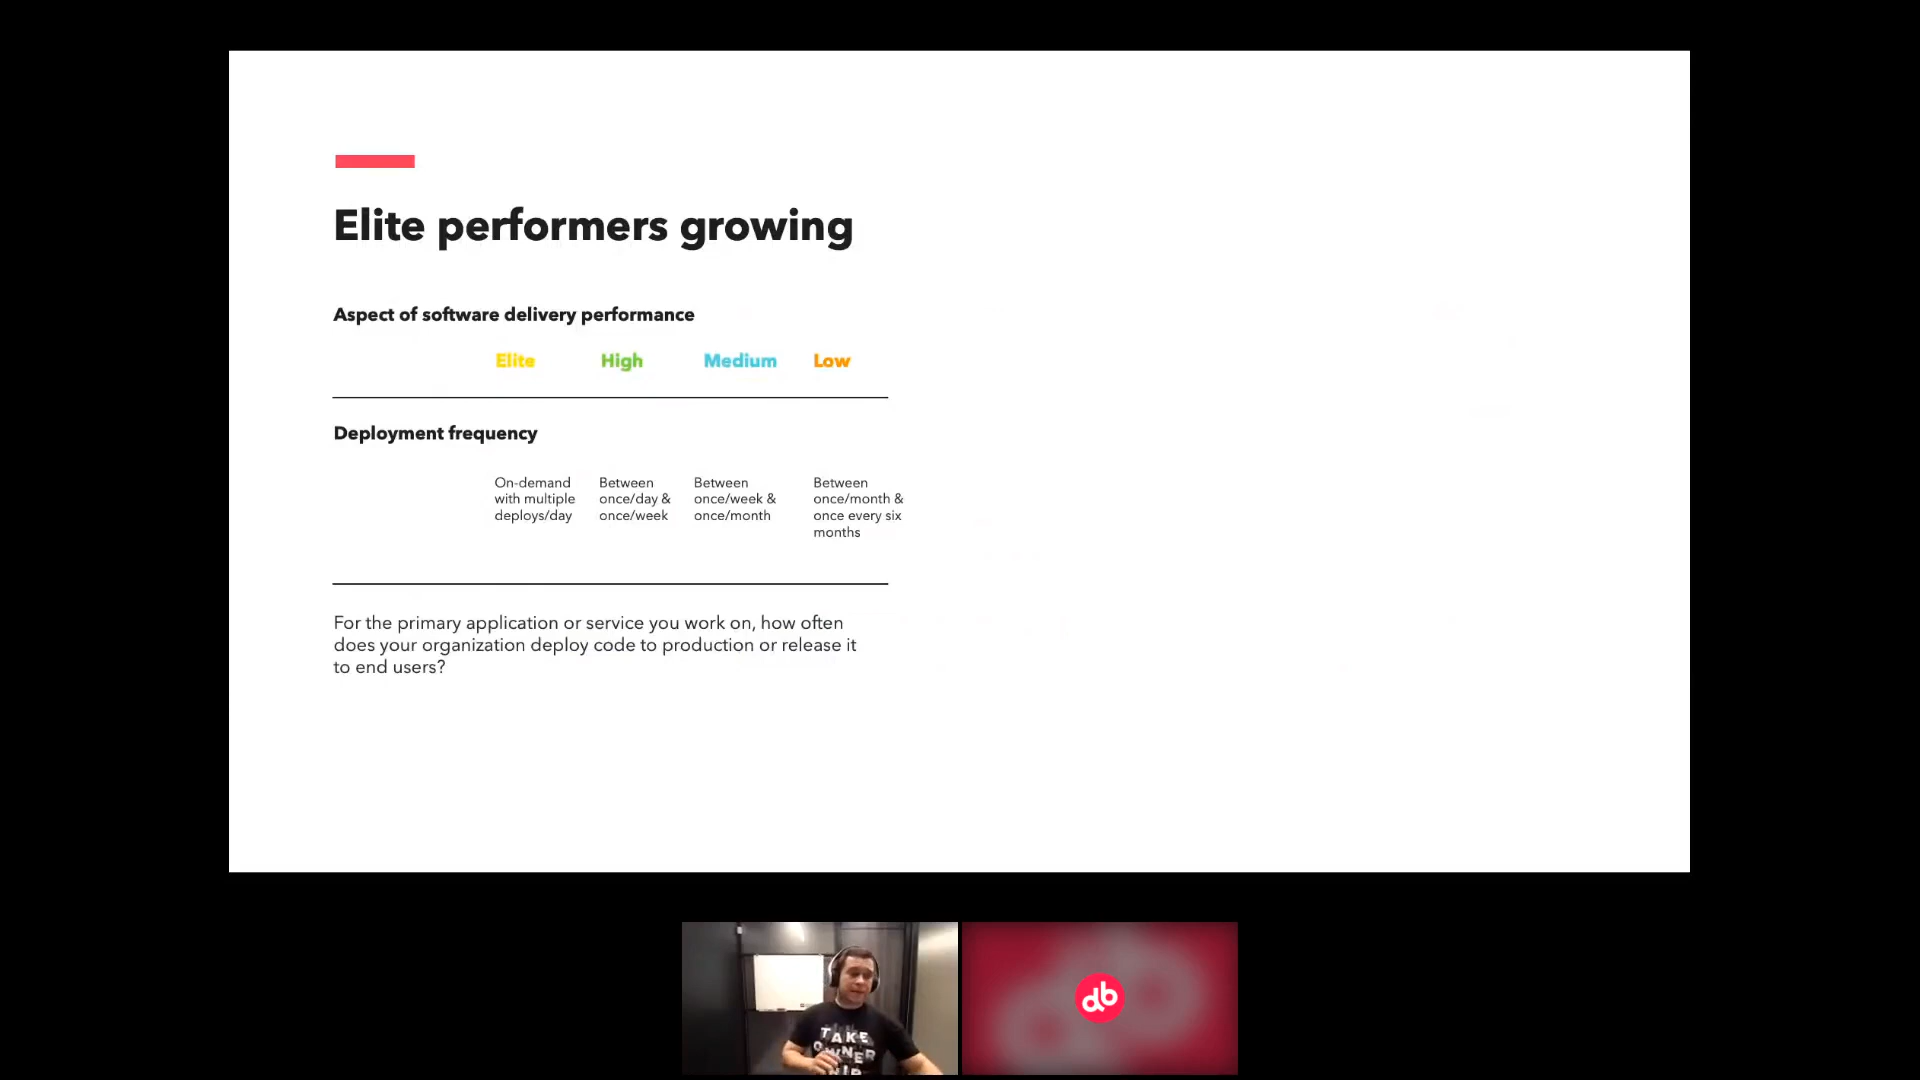 Elite performers growing
Aspect of software delivery performance
Elite High Medium Low
Deployment frequency
On-demand
with multiple
deploys/day
Between
once/day &
once/week
Between
once/week &
once/month
Between
once/month &
once every six
months
For the primary application or service you work on, how often
does your organization deploy code to production or release it
to end users?
TAKE
OWNER
db